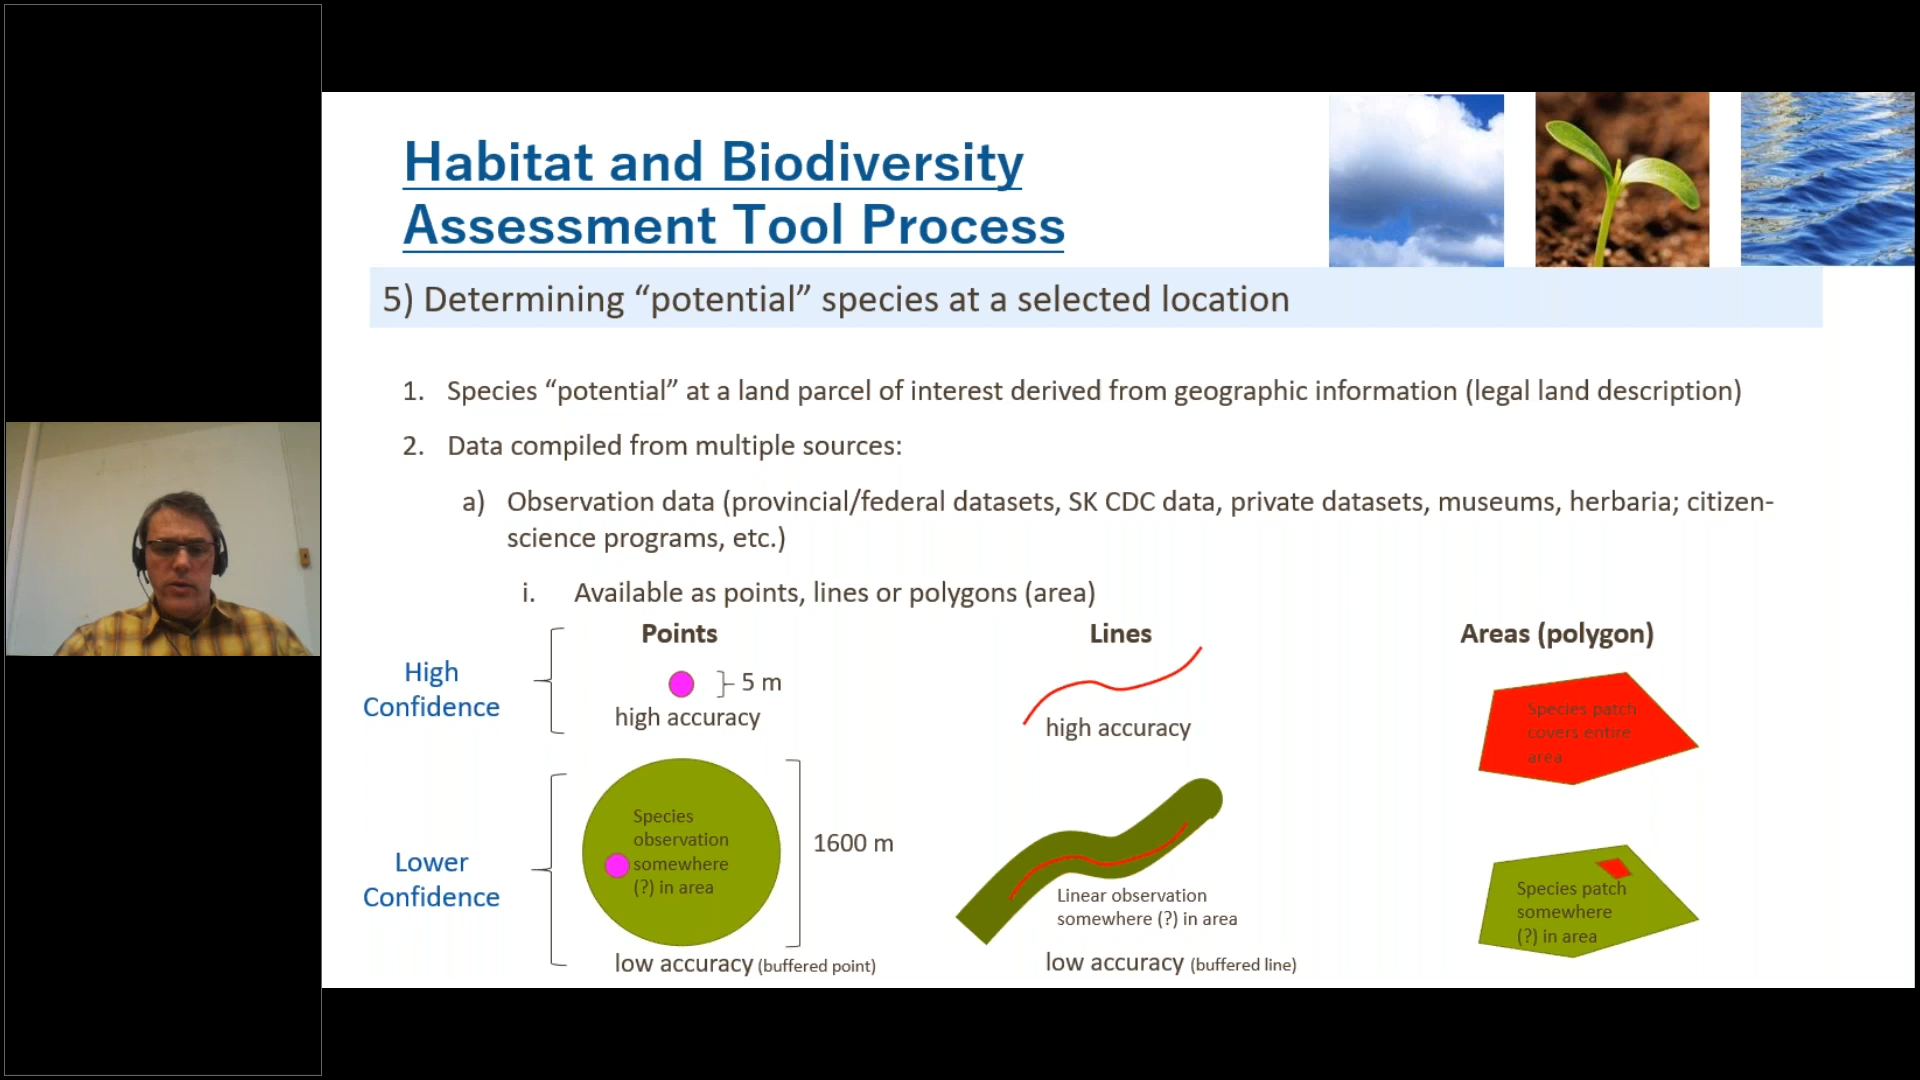 Habitat and Biodiversity
Assessment Tool Process
5) Determining “potential” species at a selected location
1. Species “potential” at a land parcel of interest derived from geographic information (legal land description)
2. Data compiled from multiple sources:
a) Observation data (provincial/federal datasets, SK CDC data, private datasets, museums, herbaria; citizen-
science programs, etc.)
i. Available as points, lines or polygons (area)
Points
Lines
Areas (polygon)
High
Confidence
5 m
high accuracy
high accuracy
Species patch
covers entire
area
Lower
Confidence
Species
observation
somewhere
(?) in area
1600 m
low accuracy (buffered point)
Linear observation
somewhere (?) in area
low accuracy (buffered line)
Species patch
somewhere
(?) in area